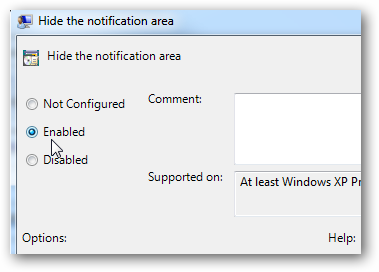 Hide the notification area
Hide the notification area
Not Configured
Comment:
Enabled
Disabled
Supported on:
At least Windows XP Pr
Options:
Help: